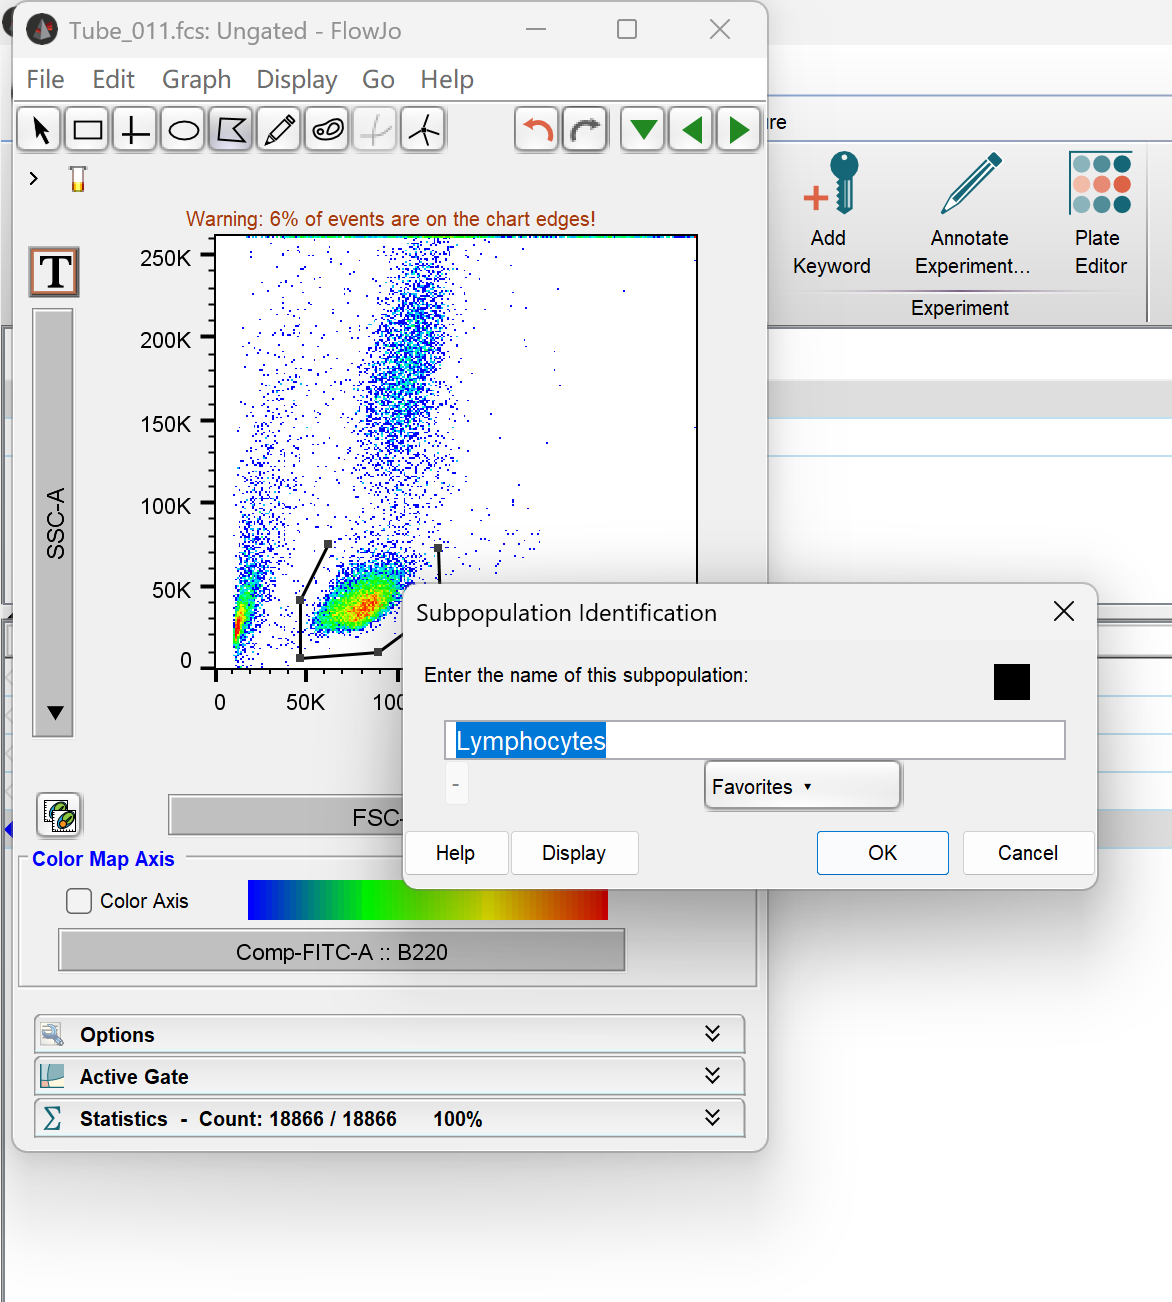 Tube_011.fcs: Ungated - FlowJo
File Edit Graph Display Go Help
Warning: 6% of events are on the chart edges!
T
250K
200K
150K
100K
50K
0
SSC-A
0 50K 100
FSC-
Add
Keyword
Annotate
Experiment...
Plate
Editor
Experiment
Subpopulation Identification
Enter the name of this subpopulation:
Lymphocytes
-
Favorites
Help Display OK Cancel
Color Map Axis
Color Axis
Comp-FITC-A :: B220
Options
Active Gate
Statistics - Count: 18866 / 18866 100%